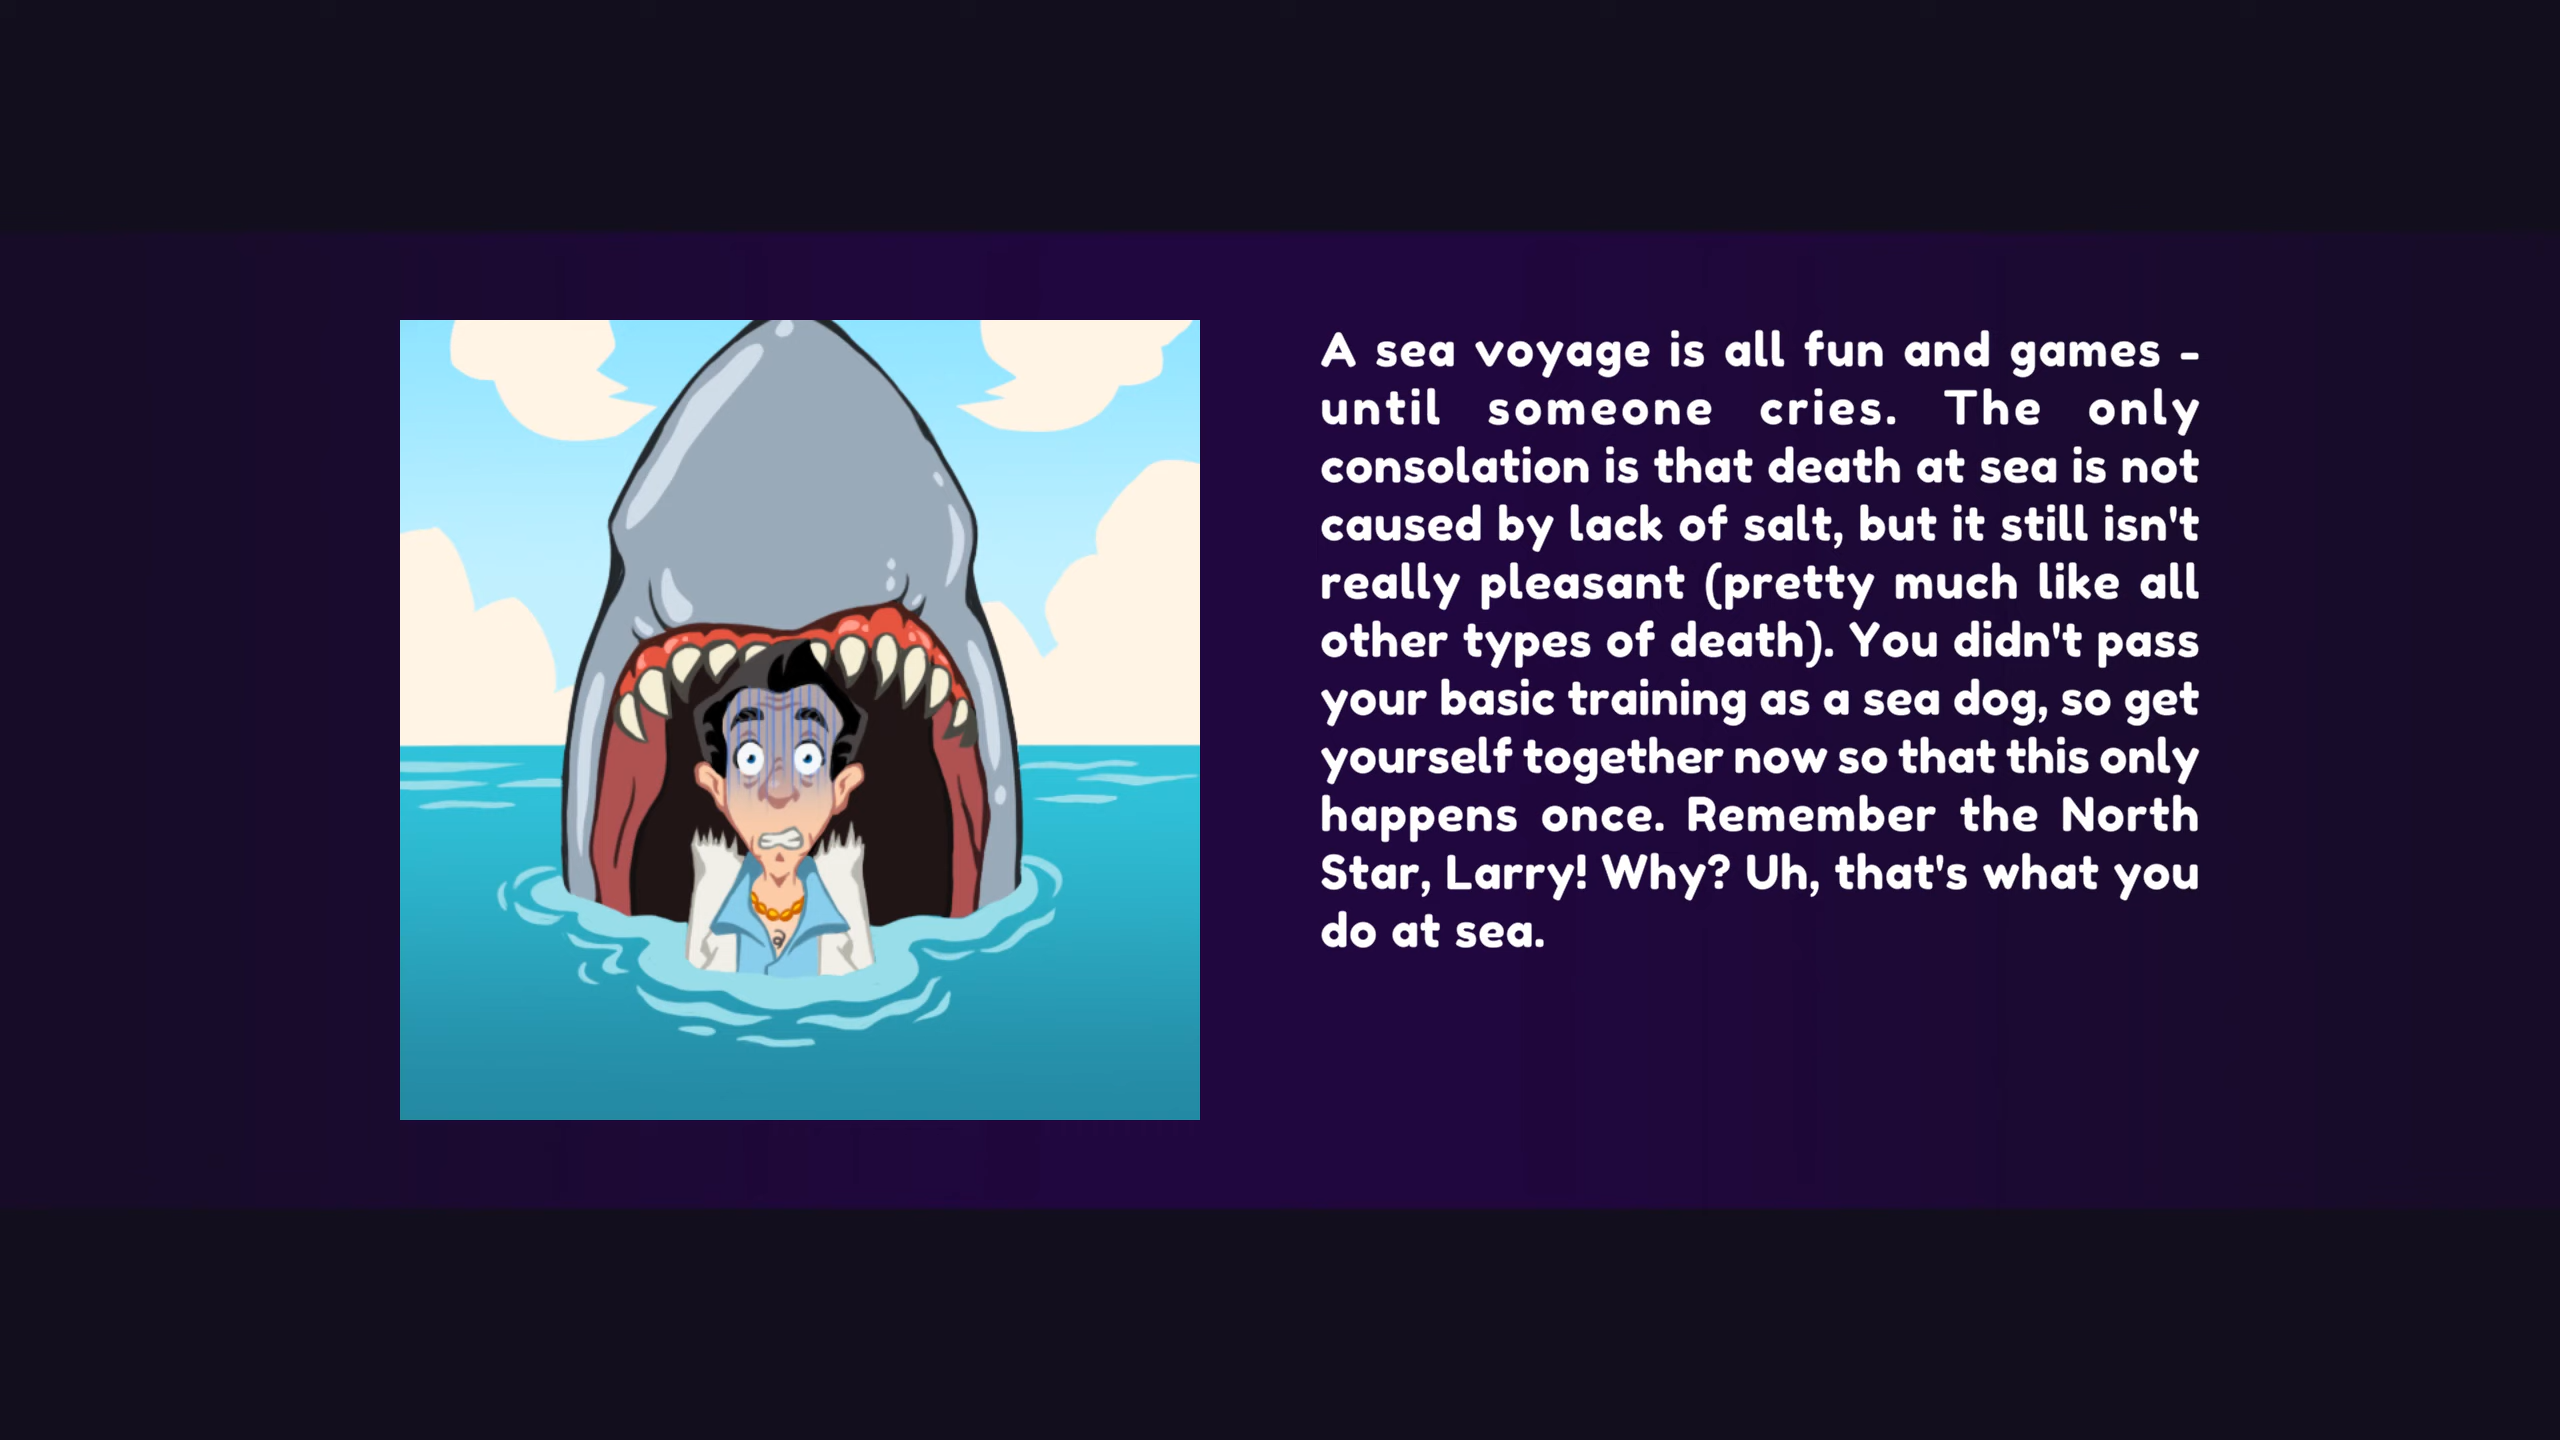 A sea voyage is all fun and games -
until someone cries. The only
consolation is that death at sea is not
caused by lack of salt, but it still isn't
really pleasant (pretty much like all
other types of death). You didn't pass
your basic training as a sea dog, so get
yourself together now so that this only
happens once. Remember the North
Star, Larry! Why? Uh, that's what you
do at sea.